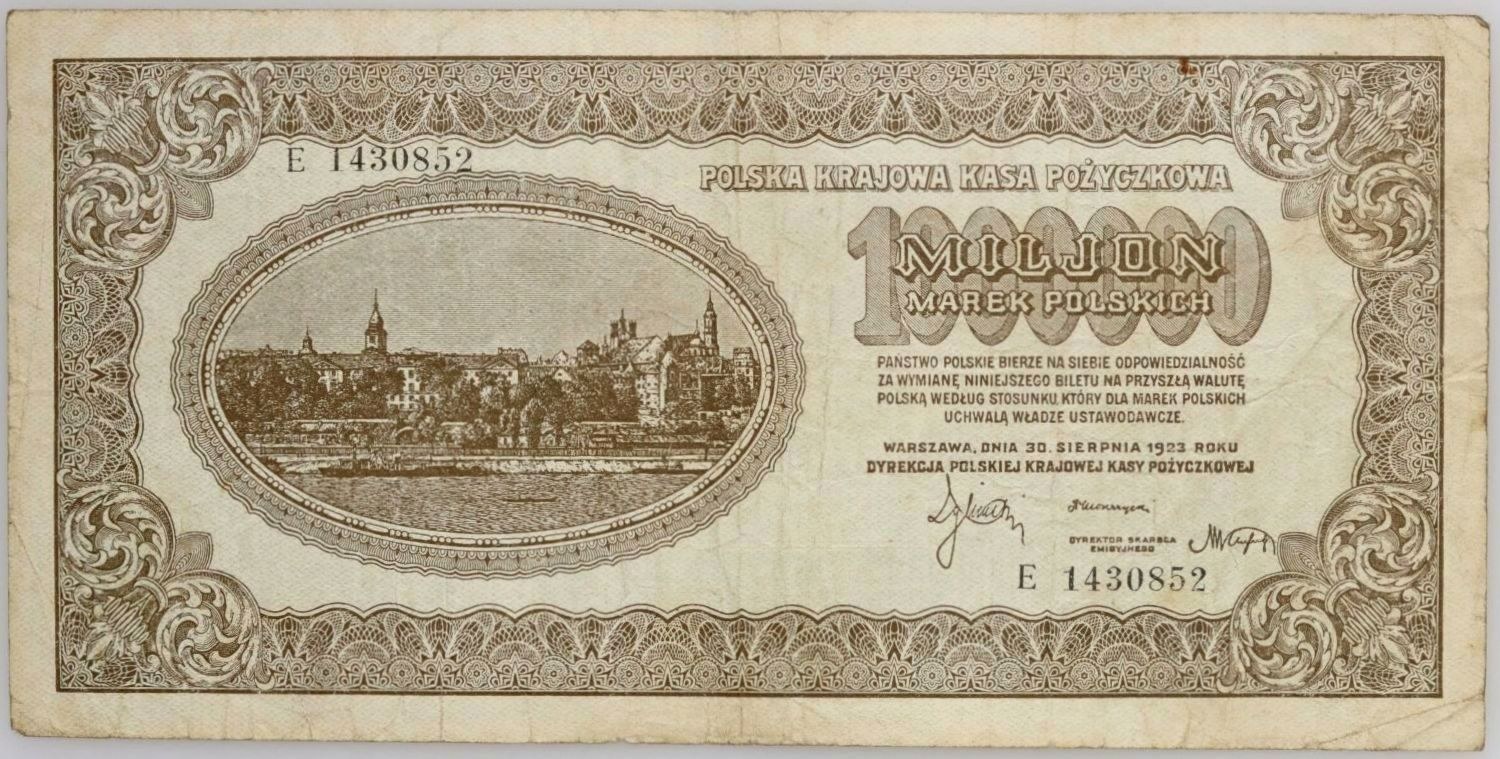 E 1430852
POLSKA KRAJOWA KASA POŻYCZKOWA
1000000
MILJON
MAREK POLSKICH
PAŃSTWO POLSKIE BIERZE NA SIEBIE ODPOWIEDZIALNOŚĆ
ZA WYMIANĘ NINIEJSZEGO BILETU NA PRZYSZŁĄ WALUTĘ
POLSKĄ WEDŁUG STOSUNKU, KTÓRY DLA MAREK POLSKICH
UCHWALĄ WŁADZE USTAWODAWCZE.
WARSZAWA, DNIA 30. SIERPNIA 1923 ROKU
DYREKCJA POLSKIEJ KRAJOWEJ KASY POŻYCZKOWEJ
DYREKTOR SKARBCA
EMISYJNEGO
E 1430852